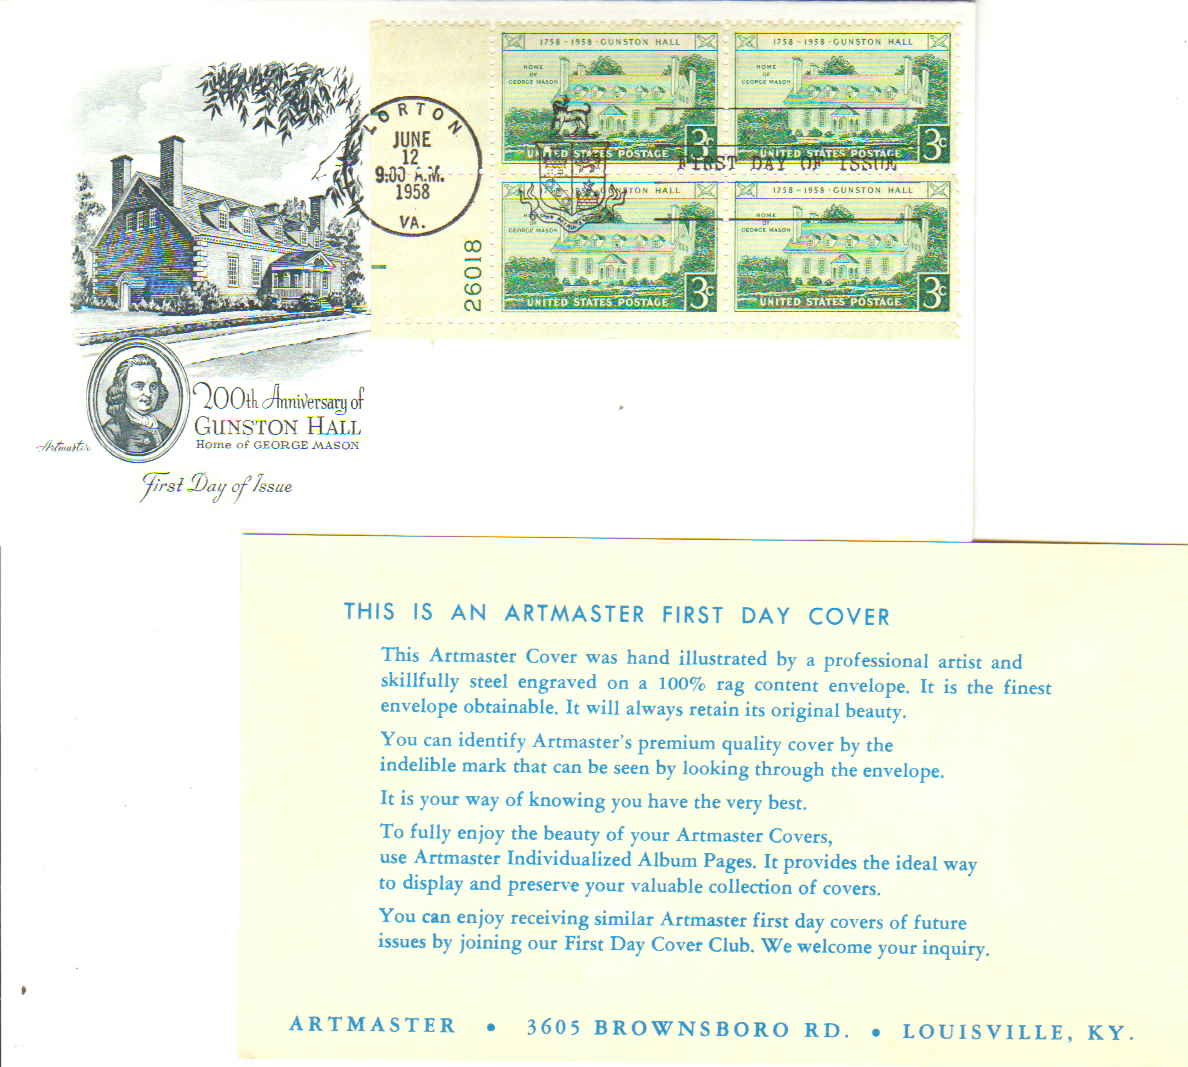 1758 - 1958 · GUNSTON HALL
HOME
OF
GEORGE MASON
3c
UNITED STATES POSTAGE
1758 - 1958 · GUNSTON HALL
HOME
OF
GEORGE MASON
3c
UNITED STATES POSTAGE
LORTON
JUNE
12
9:00 A.M.
1958
VA.
FIRST DAY OF ISSUE
GUNSTON HALL
GEORGE MASON
3c
UNITED STATES POSTAGE
1758 - 1958 · GUNSTON HALL
HOME
OF
GEORGE MASON
3c
UNITED STATES POSTAGE
26018
200th Anniversary of
GUNSTON HALL
Home of GEORGE MASON
Artmaster
First Day of Issue
THIS IS AN ARTMASTER FIRST DAY COVER
This Artmaster Cover was hand illustrated by a professional artist and
skillfully steel engraved on a 100% rag content envelope. It is the finest
envelope obtainable. It will always retain its original beauty.
You can identify Artmaster's premium quality cover by the
indelible mark that can be seen by looking through the envelope.
It is your way of knowing you have the very best.
To fully enjoy the beauty of your Artmaster Covers,
use Artmaster Individualized Album Pages. It provides the ideal way
to display and preserve your valuable collection of covers.
You can enjoy receiving similar Artmaster first day covers of future
issues by joining our First Day Cover Club. We welcome your inquiry.
ARTMASTER • 3605 BROWNSBORO RD. • LOUISVILLE, KY.